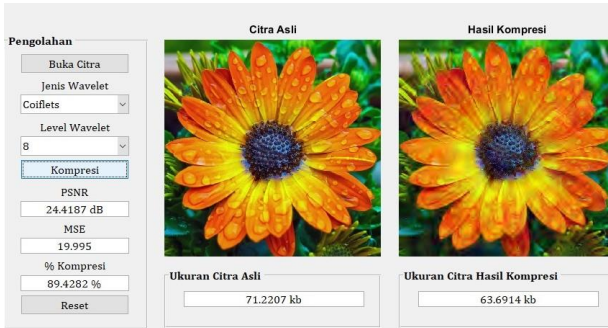 Pengolahan
Buka Citra
Jenis Wavelet
Coiflets
Level Wavelet
8
Kompresi
PSNR
24.4187 dB
MSE
19.995
% Kompresi
89.4282 %
Reset
Citra Asli
Ukuran Citra Asli
71.2207 kb
Hasil Kompresi
Ukuran Citra Hasil Kompresi
63.6914 kb